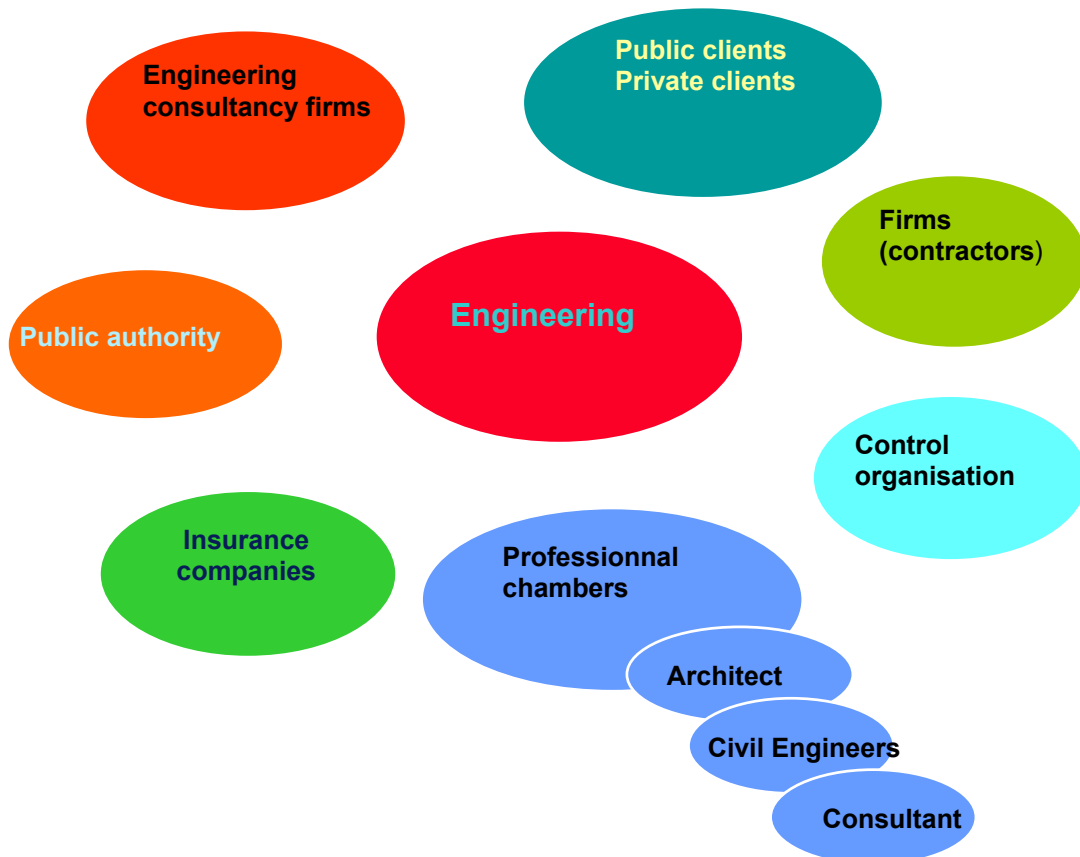 Engineering
consultancy firms
Public clients
Private clients
Firms
(contractors)
Engineering
Public authority
Control
organisation
Insurance
companies
Professionnal
chambers
Architect
Civil Engineers
Consultant